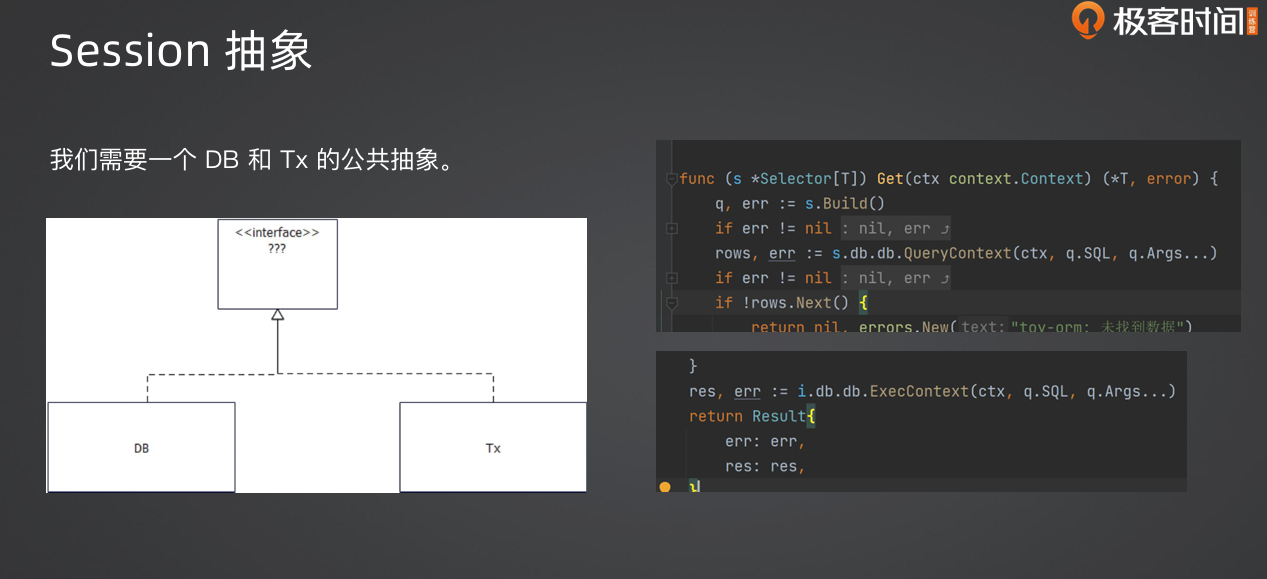 Session 抽象
极客时间
训练营
我们需要一个 DB 和 Tx 的公共抽象。
<<interface>>
???
DB
Tx
func (s *Selector[T]) Get(ctx context.Context) (*T, error) {
q, err := s.Build()
if err != nil : nil, err
rows, err := s.db.db.QueryContext(ctx, q.SQL, q.Args...)
if err != nil : nil, err
if !rows.Next() {
return nil, errors.New( text: "toy-orm: 未找到数据")
}
res, err := i.db.db.ExecContext(ctx, q.SQL, q.Args...)
return Result{
err: err,
res: res,
}